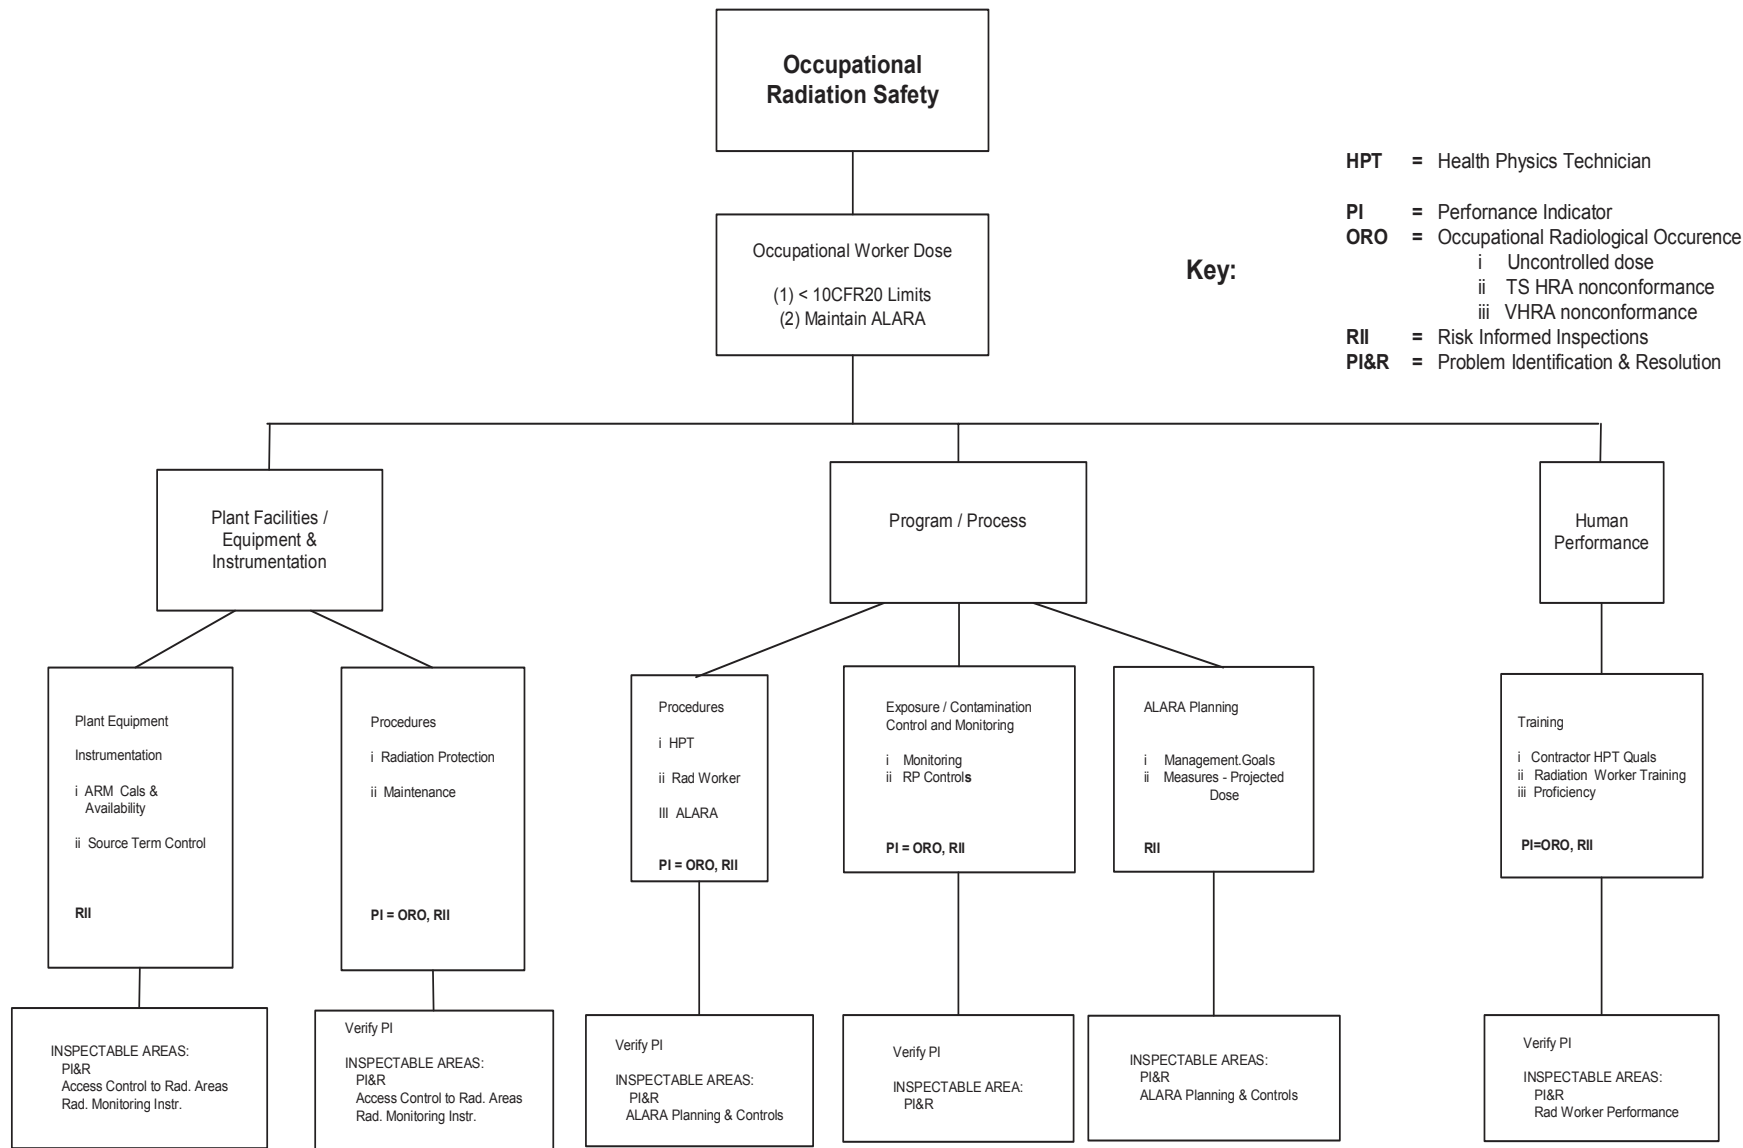 Occupational
Radiation Safety
HPT = Health Physics Technician
PI = Perfornance Indicator
ORO = Occupational Radiological Occurence
i Uncontrolled dose
ii TS HRA nonconformance
iii VHRA nonconformance
RII = Risk Informed Inspections
PI&R = Problem Identification & Resolution
Key:
Occupational Worker Dose
(1) < 10CFR20 Limits
(2) Maintain ALARA
Plant Facilities /
Equipment &
Instrumentation
Program / Process
Human
Performance
Plant Equipment
Instrumentation
i ARM Cals &
Availability
ii Source Term Control
RII
Procedures
i Radiation Protection
ii Maintenance
PI = ORO, RII
Procedures
i HPT
ii Rad Worker
III ALARA
PI = ORO, RII
Exposure / Contamination
Control and Monitoring
i Monitoring
ii RP Controls
PI = ORO, RII
ALARA Planning
i Management.Goals
ii Measures - Projected
Dose
RII
Training
i Contractor HPT Quals
ii Radiation Worker Training
iii Proficiency
PI=ORO, RII
INSPECTABLE AREAS:
PI&R
Access Control to Rad. Areas
Rad. Monitoring Instr.
Verify PI
INSPECTABLE AREAS:
PI&R
Access Control to Rad. Areas
Rad. Monitoring Instr.
Verify PI
INSPECTABLE AREAS:
PI&R
ALARA Planning & Controls
Verify PI
INSPECTABLE AREA:
PI&R
INSPECTABLE AREAS:
PI&R
ALARA Planning & Controls
Verify PI
INSPECTABLE AREAS:
PI&R
Rad Worker Performance